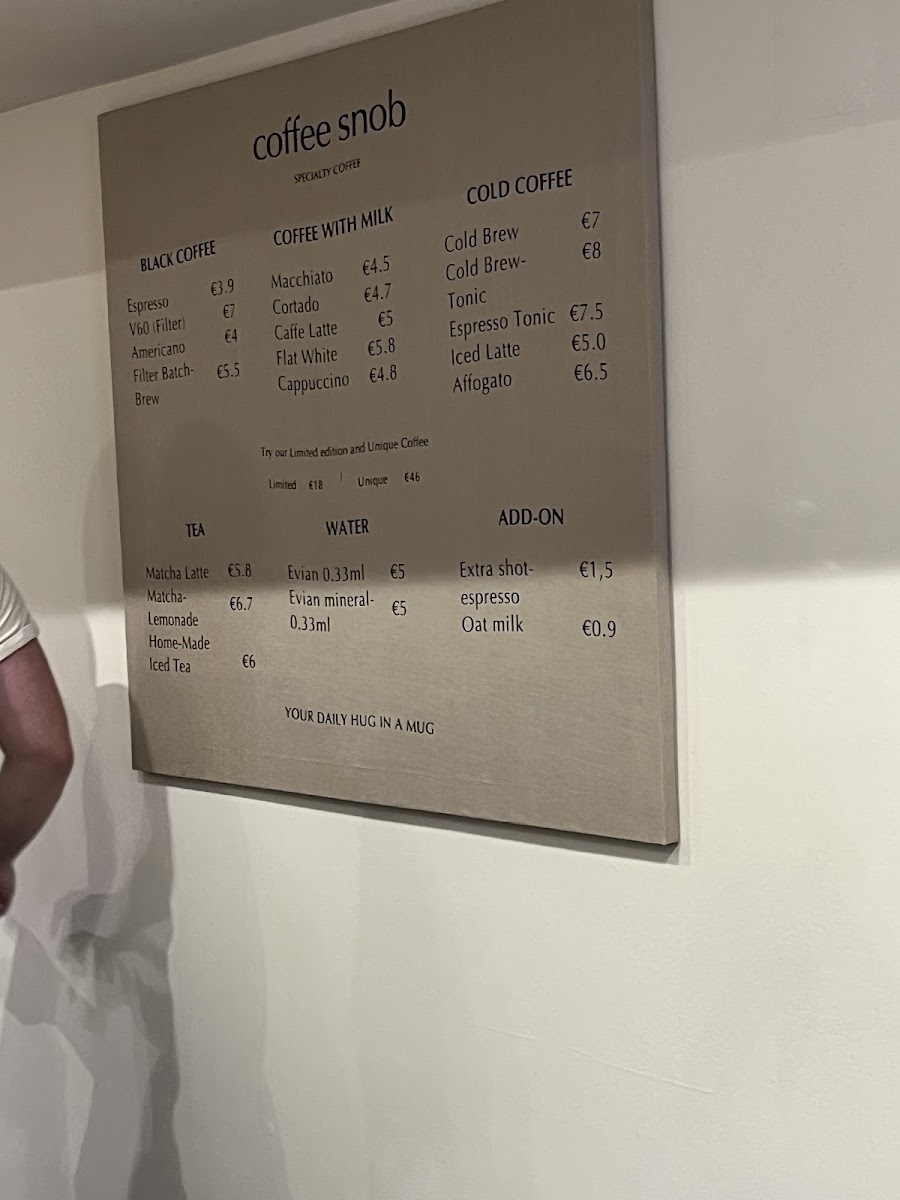 coffee snob
SPECIALTY COFFEE
BLACK COFFEE
Espresso €3.9
V60 (Filter) €7
Americano €4
Filter Batch- €5.5
Brew
COFFEE WITH MILK
Macchiato €4.5
Cortado €4.7
Caffe Latte €5
Flat White €5.8
Cappuccino €4.8
COLD COFFEE
Cold Brew €7
Cold Brew- €8
Tonic
Espresso Tonic €7.5
Iced Latte €5.0
Affogato €6.5
Try our Limited edition and Unique Coffee
Limited €18 | Unique €46
TEA
Matcha Latte €5.8
Matcha- €6.7
Lemonade
Home-Made
Iced Tea €6
WATER
Evian 0.33ml €5
Evian mineral- €5
0.33ml
ADD-ON
Extra shot- €1,5
espresso
Oat milk €0.9
YOUR DAILY HUG IN A MUG